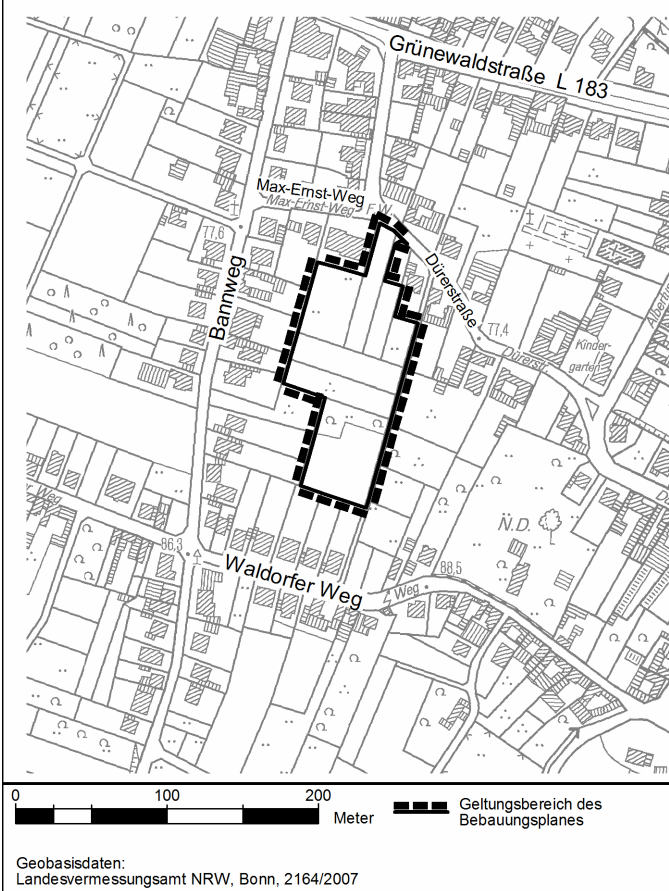 Grünewaldstraße L 183
Max-Ernst-Weg
Max-Ernst-Weg F.W.
77,6
Bannweg
Dürerstraße
77,4
Dürerst
Kinder-
garten
N.D.
86,3
Waldorfer Weg
Weg
88,5
0 100 200
Meter
Geltungsbereich des
Bebauungsplanes
Geobasisdaten:
Landesvermessungsamt NRW, Bonn, 2164/2007